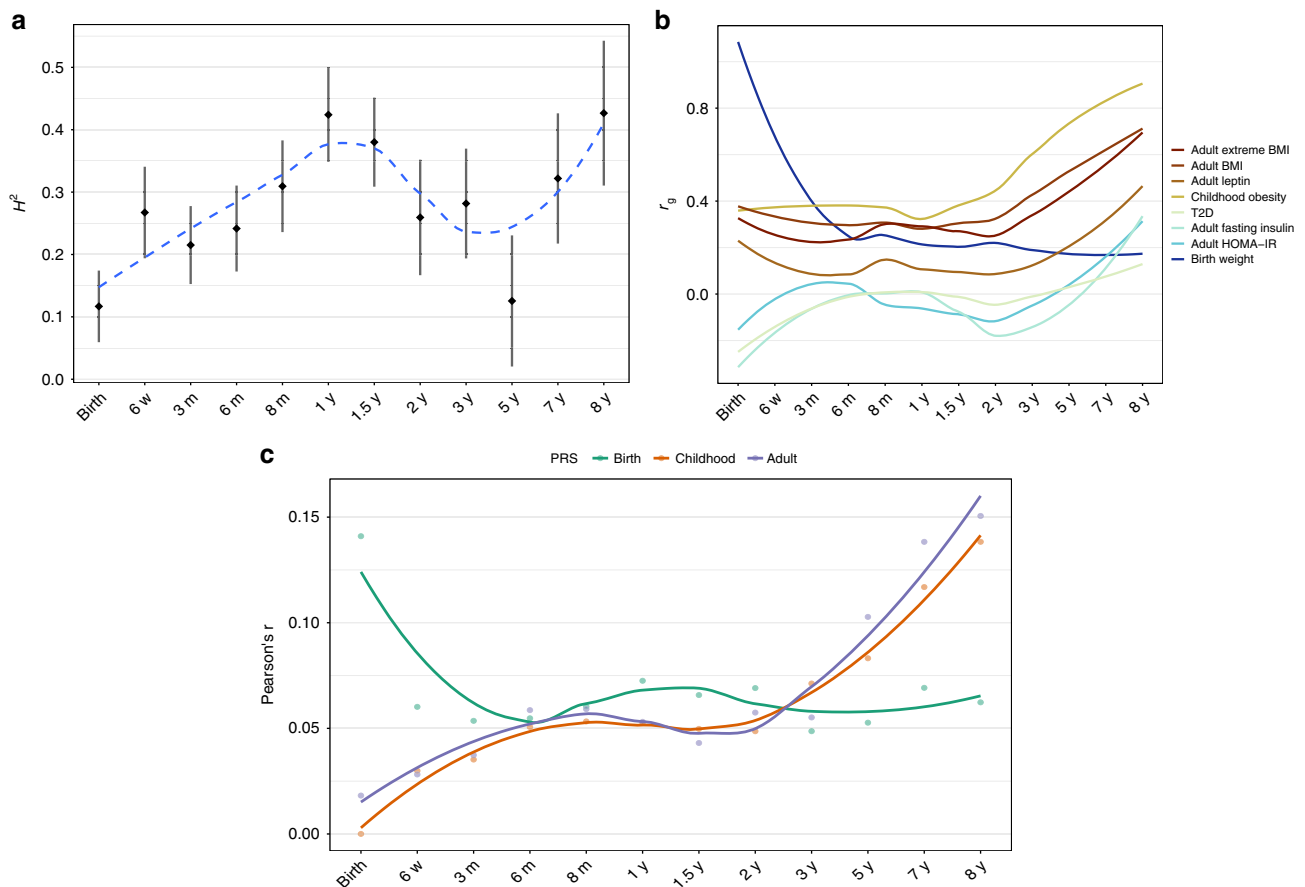 a
H²
0.5
0.4
0.3
0.2
0.1
0.0
Birth
6 w
3 m
6 m
8 m
1 y
1.5 y
2 y
3 y
5 y
7 y
8 y
b
r_g
0.8
0.4
0.0
Birth
6 w
3 m
6 m
8 m
1 y
1.5 y
2 y
3 y
5 y
7 y
8 y
Adult extreme BMI
Adult BMI
Adult leptin
Childhood obesity
T2D
Adult fasting insulin
Adult HOMA−IR
Birth weight
c
PRS Birth Childhood Adult
Pearson's r
0.15
0.10
0.05
0.00
Birth
6 w
3 m
6 m
8 m
1 y
1.5 y
2 y
3 y
5 y
7 y
8 y